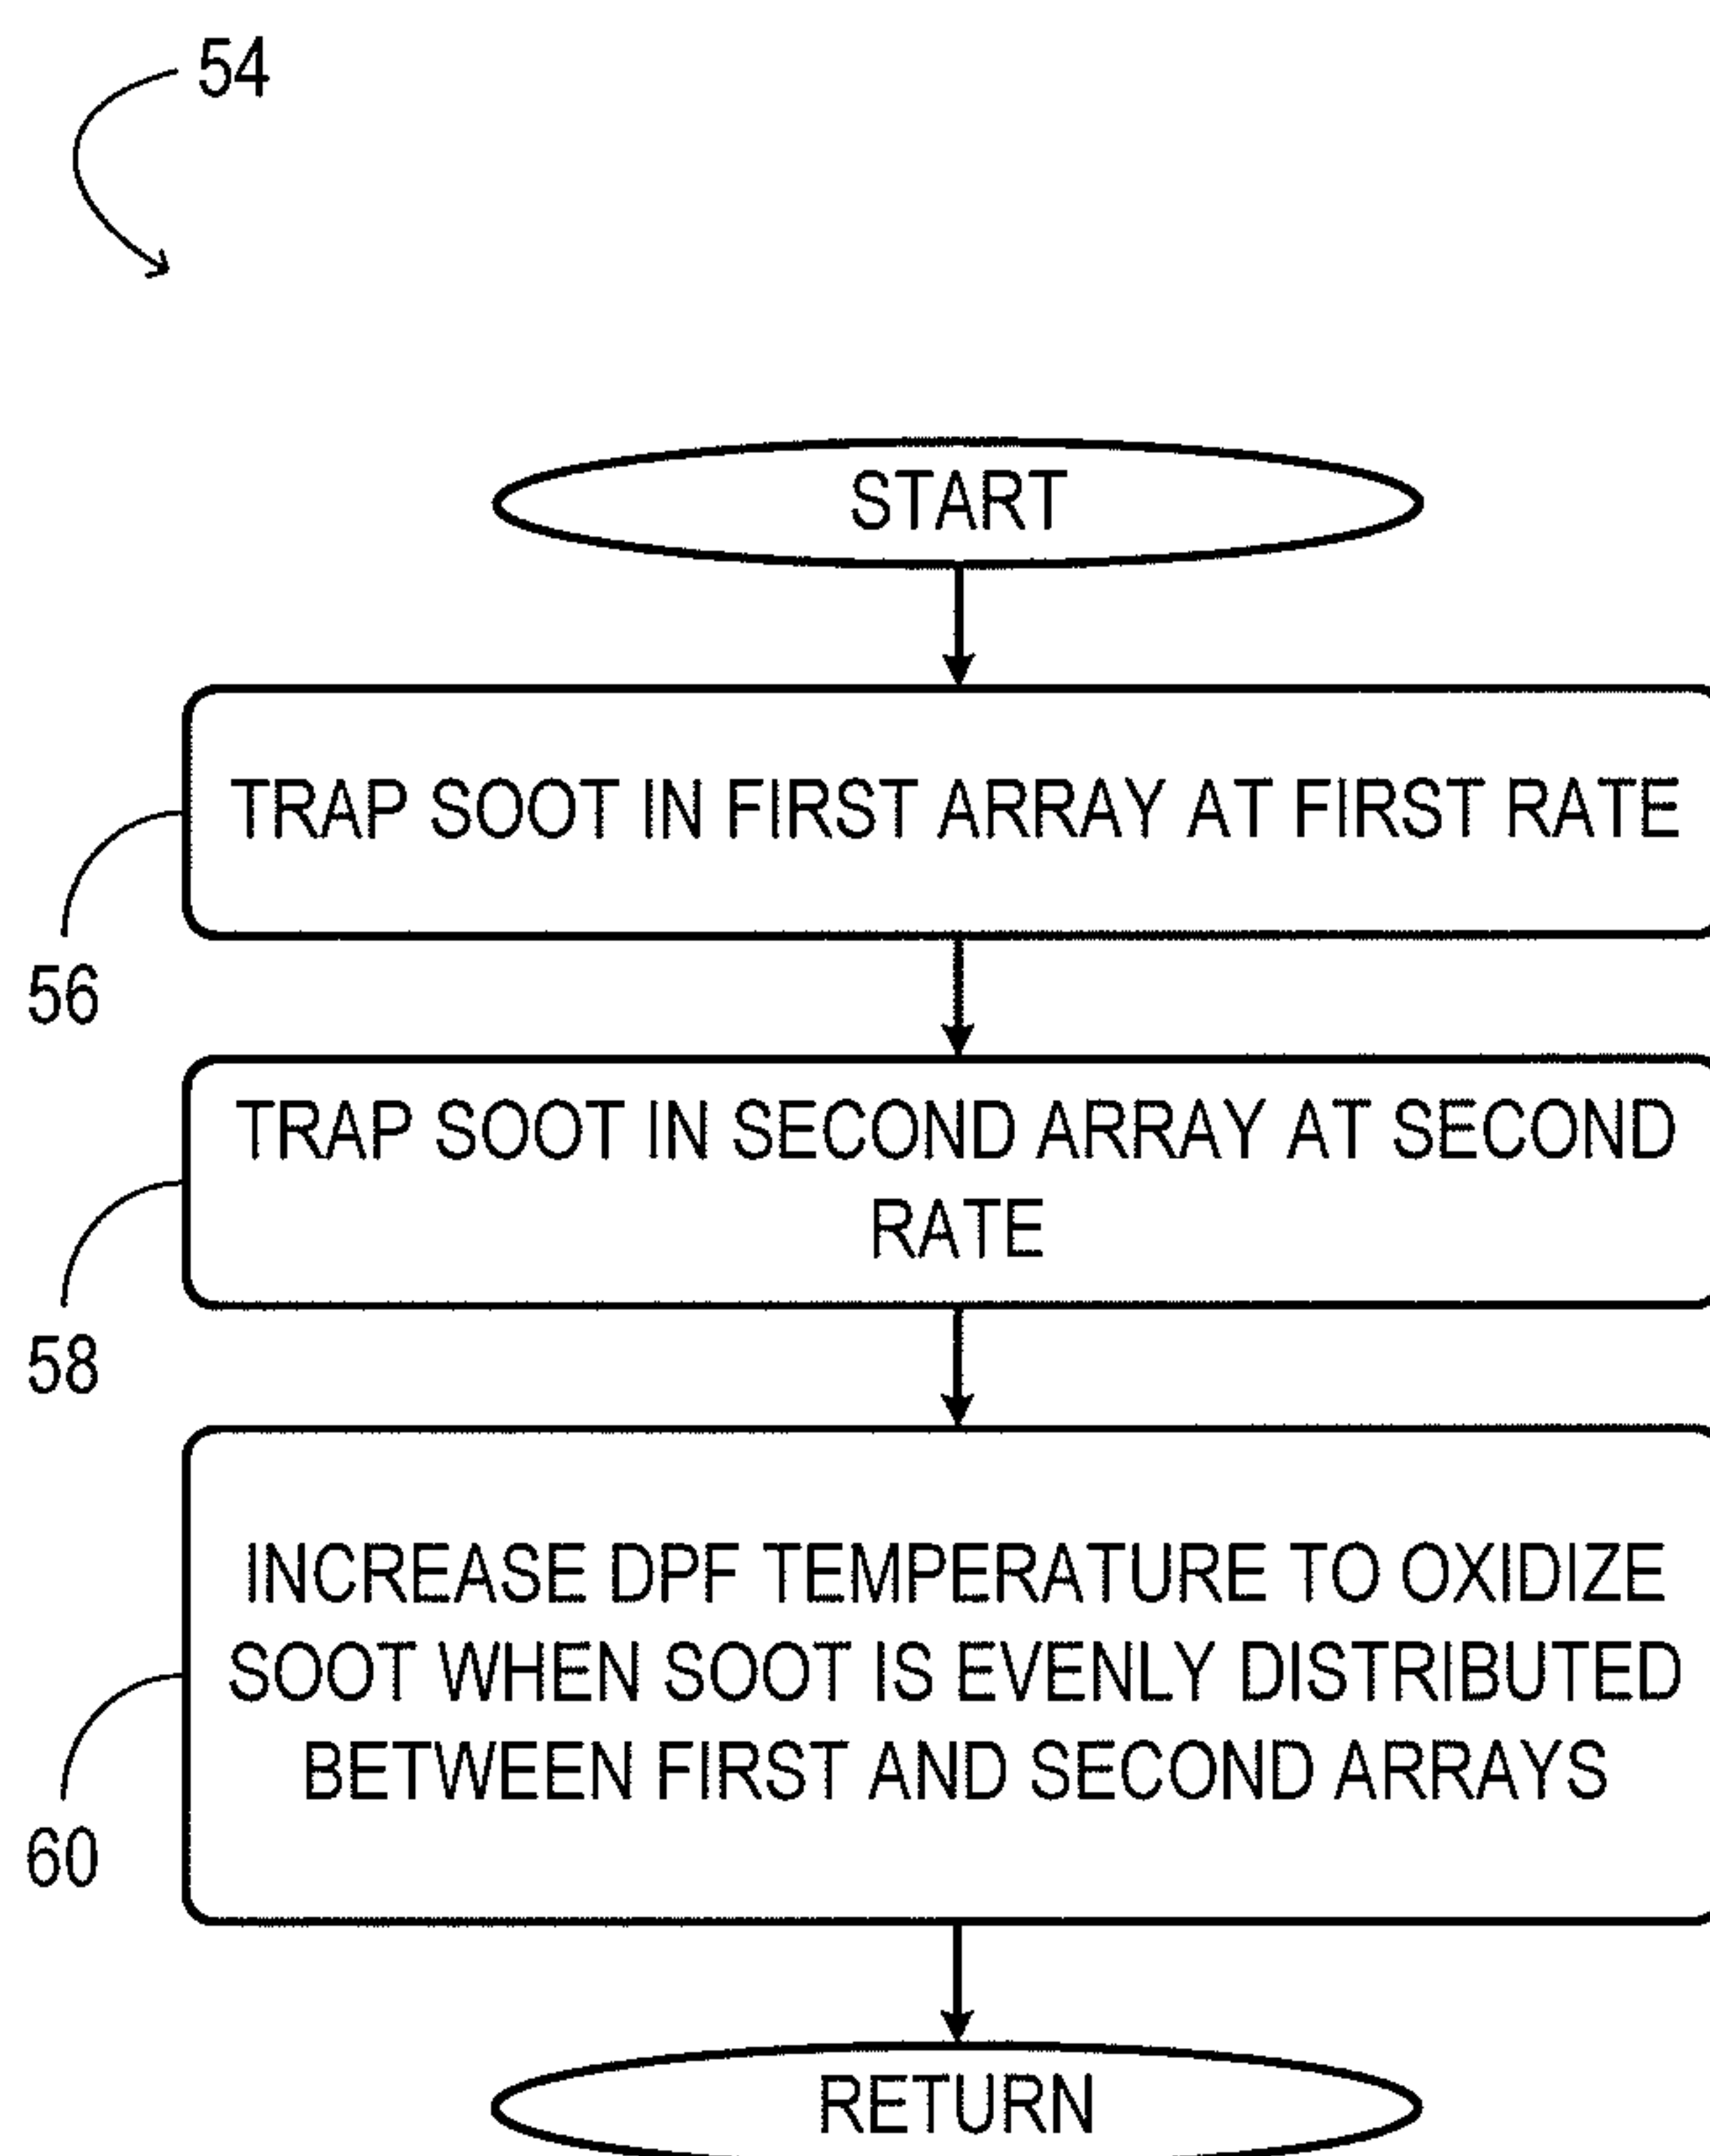 54
START
TRAP SOOT IN FIRST ARRAY AT FIRST RATE
56
TRAP SOOT IN SECOND ARRAY AT SECOND
RATE
58
INCREASE DPF TEMPERATURE TO OXIDIZE
SOOT WHEN SOOT IS EVENLY DISTRIBUTED
BETWEEN FIRST AND SECOND ARRAYS
60
RETURN